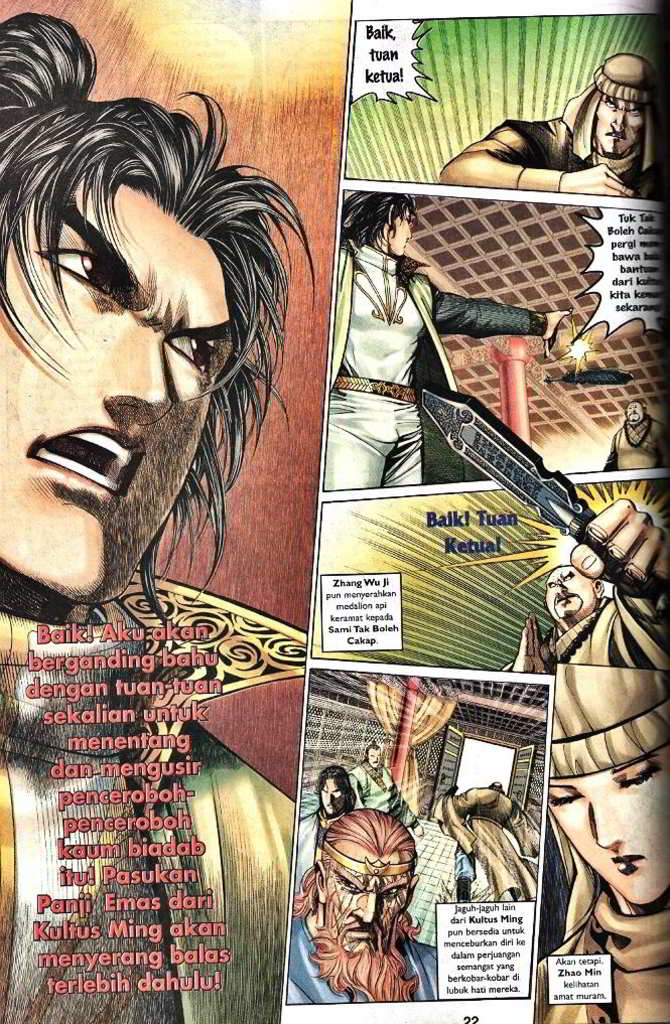 Baik! Aku akan
berganding bahu
dengan tuan-tuan
sekalian untuk
menentang
dan mengusir
penceroboh-
penceroboh
kaum biadab
itu! Pasukan
Panji Emas dari
Kultus Ming akan
menyerang balas
terlebih dahulu!
Baik,
tuan
ketua!
Tuk Tak
Boleh Cakap
pergi
bawa
bantuan
dari
kita
sekarang
Baik! Tuan
Ketua!
Zhang Wu Ji
pun menyerahkan
medalion api
keramat kepada
Sami Tak Boleh
Cakap.
Jaguh-jaguh lain
dari Kultus Ming
pun bersedia untuk
menceburkan diri ke
dalam perjuangan
semangat yang
berkobar-kobar di
lubuk hati mereka.
Akan tetapi,
Zhao Min
kelihatan
amat muram.
22